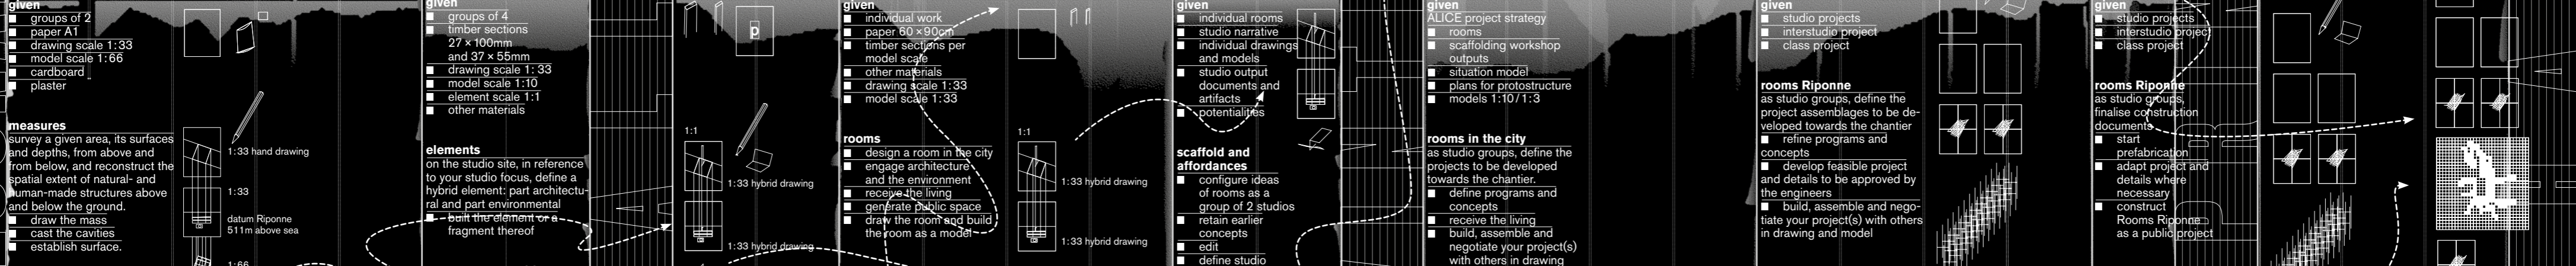 given
groups of 2
paper A1
drawing scale 1:33
model scale 1:66
cardboard
plaster
measures
survey a given area, its surfaces
and depths, from above and
from below, and reconstruct the
spatial extent of natural- and
human-made structures above
and below the ground.
draw the mass
cast the cavities
establish surface.
1:33 hand drawing
1:33
datum Riponne
511m above sea
1:66
given
groups of 4
timber sections
27 × 100mm
and 37 × 55mm
drawing scale 1: 33
model scale 1:10
element scale 1:1
other materials
elements
on the studio site, in reference
to your studio focus, define a
hybrid element: part architectu-
ral and part environmental
built the element or a
fragment thereof
p
1:1
1:33 hybrid drawing
1:33 hybrid drawing
given
individual work
paper 60 × 90cm
timber sections per
model scale
other materials
drawing scale 1:33
model scale 1:33
rooms
design a room in the city
engage architecture
and the environment
receive the living
generate public space
draw the room and build
the room as a model
1:1
1:33 hybrid drawing
1:33 hybrid drawing
given
individual rooms
studio narrative
individual drawings
and models
studio output
documents and
artifacts
potentialities
scaffold and
affordances
configure ideas
of rooms as a
group of 2 studios
retain earlier
concepts
edit
define studio
given
ALICE project strategy
rooms
scaffolding workshop
outputs
situation model
plans for protostructure
models 1:10/1:3
rooms in the city
as studio groups, define the
projects to be developed
towards the chantier.
define programs and
concepts
receive the living
build, assemble and
negotiate your project(s)
with others in drawing
given
studio projects
interstudio project
class project
rooms Riponne
as studio groups, define the
project assemblages to be de-
veloped towards the chantier
refine programs and
concepts
develop feasible project
and details to be approved by
the engineers
build, assemble and nego-
tiate your project(s) with others
in drawing and model
given
studio projects
interstudio project
class project
rooms Riponne
as studio groups,
finalise construction
documents
start
prefabrication
adapt project and
details where
necessary
construct
Rooms Riponne
as a public project